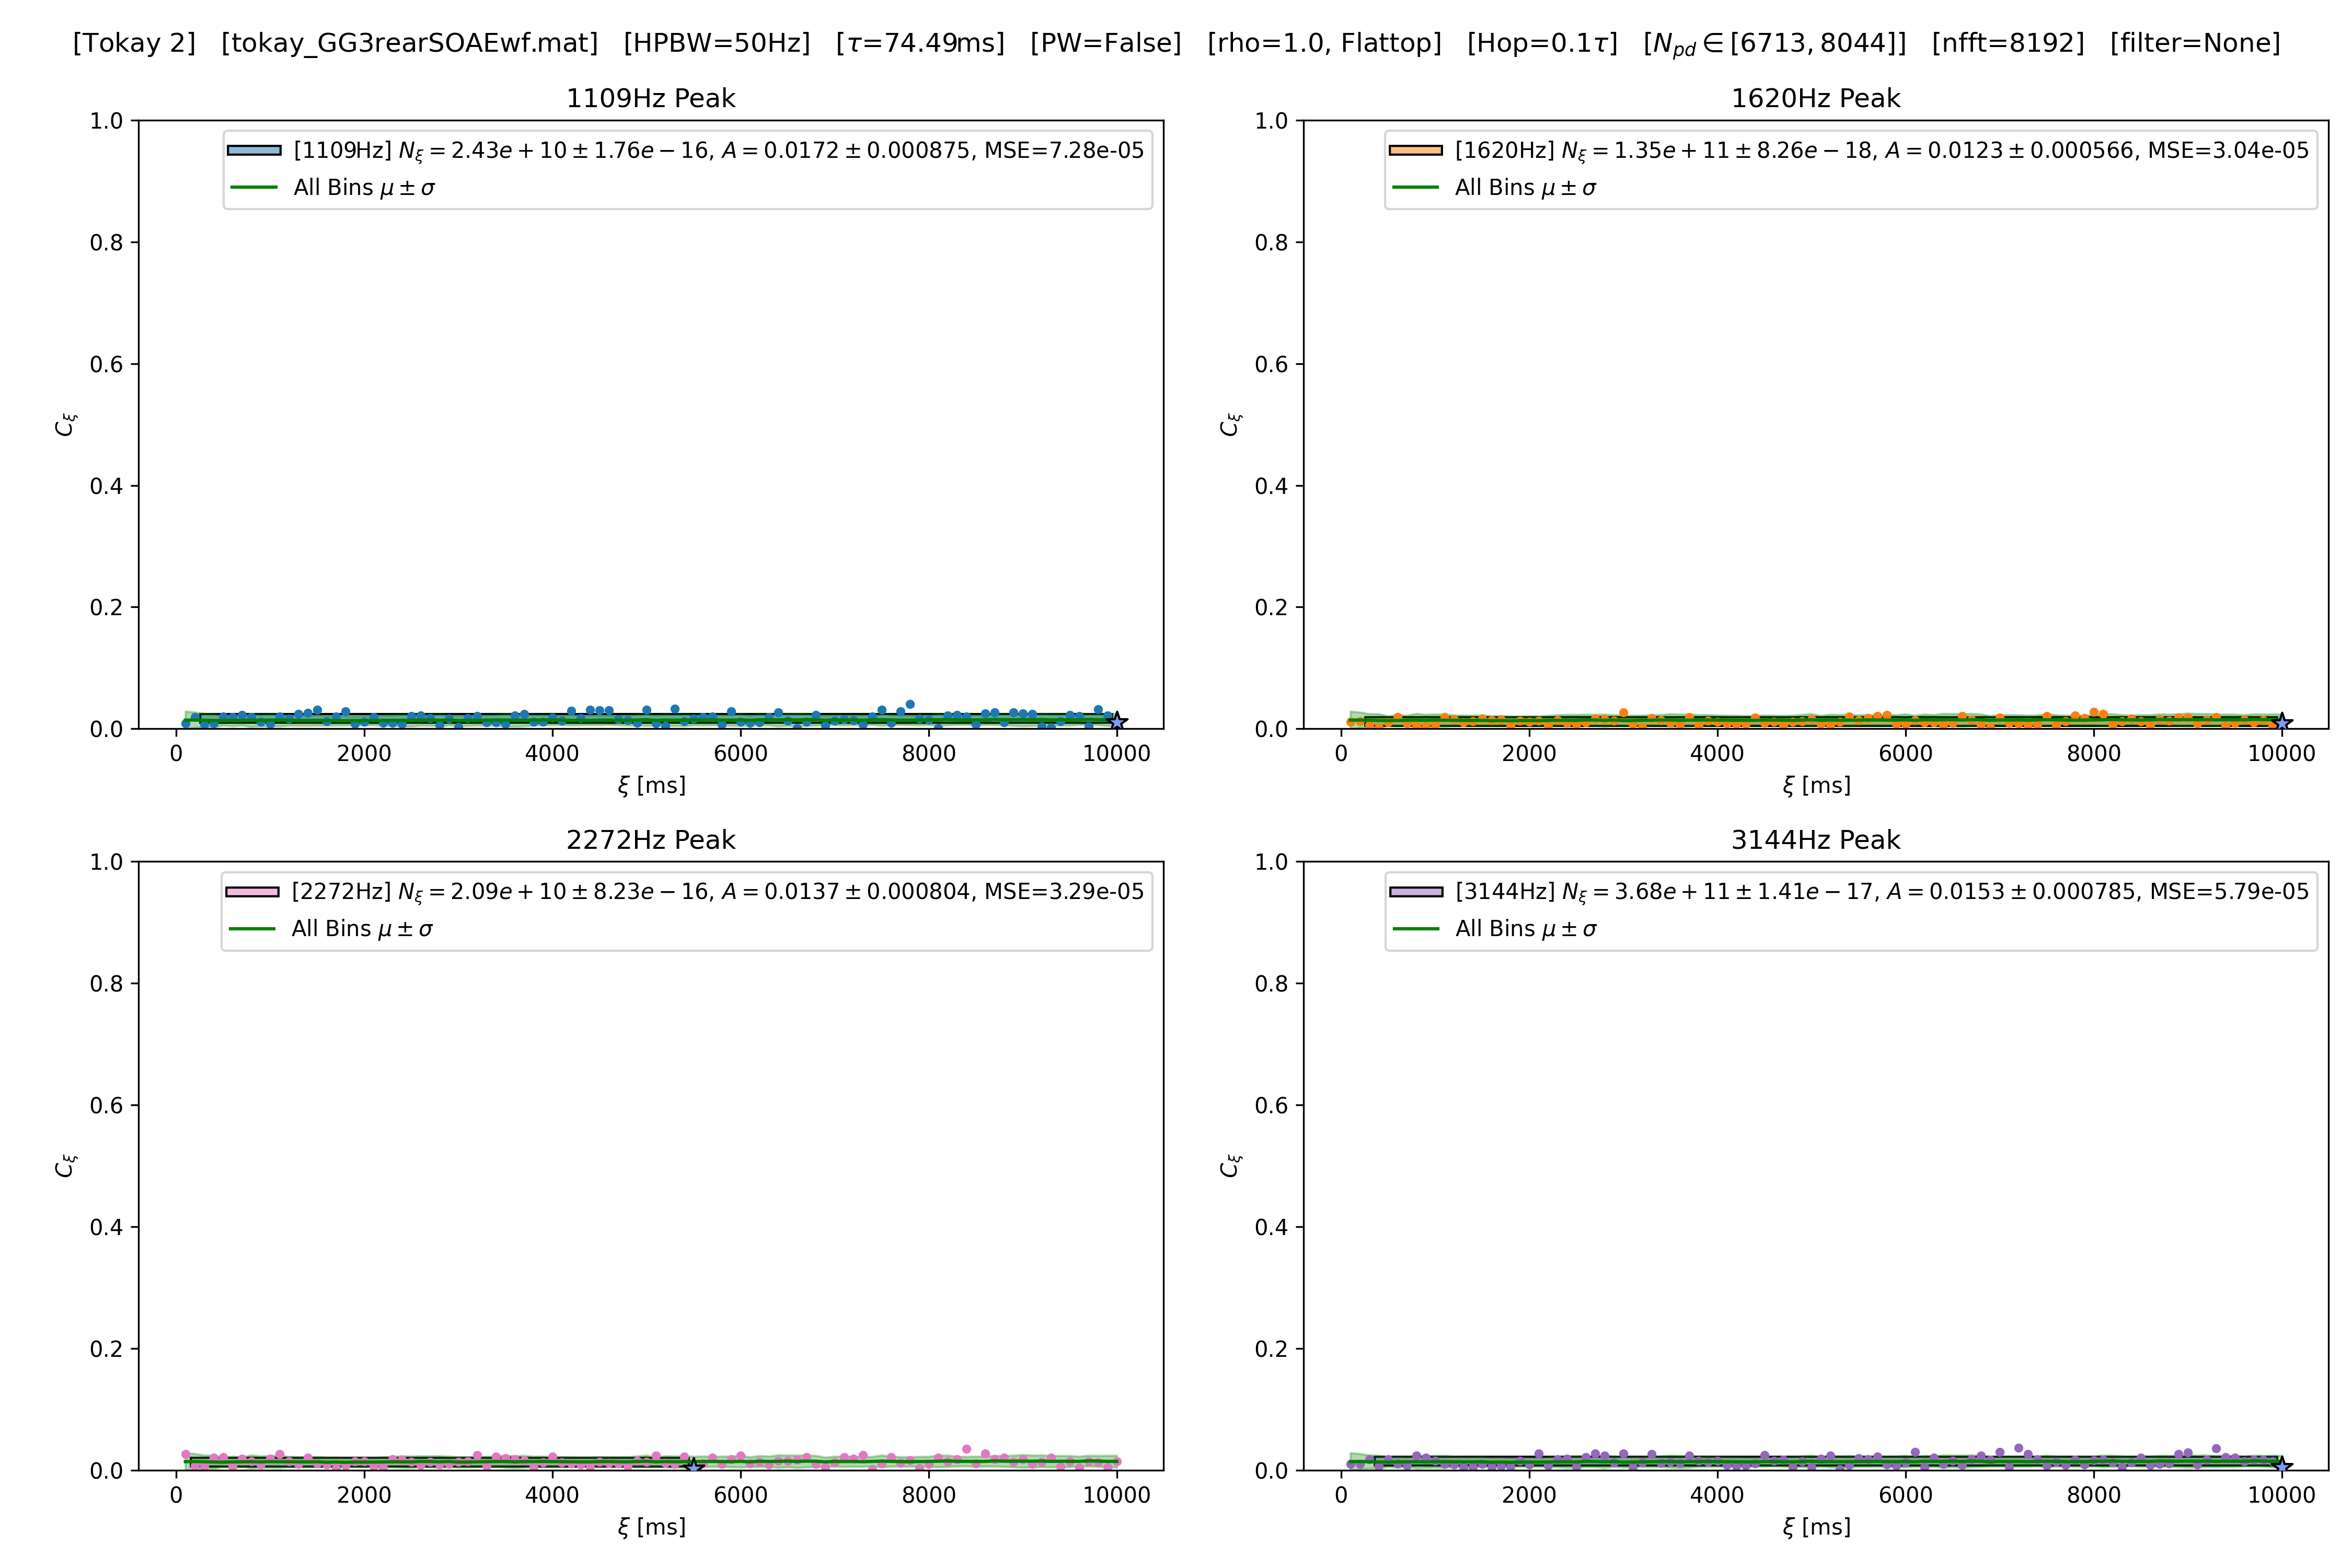 [Tokay 2] [tokay_GG3rearSOAEwf.mat] [HPBW=50Hz] [τ=74.49ms] [PW=False] [rho=1.0, Flattop] [Hop=0.1τ] [N_pd ∈ [6713, 8044]] [nfft=8192] [filter=None]
1109Hz Peak
[1109Hz] N_ξ = 2.43e + 10 ± 1.76e − 16, A = 0.0172 ± 0.000875, MSE=7.28e-05
All Bins μ ± σ
1.0
0.8
0.6
0.4
0.2
0.0
C_ξ
0 2000 4000 6000 8000 10000
ξ [ms]
1620Hz Peak
[1620Hz] N_ξ = 1.35e + 11 ± 8.26e − 18, A = 0.0123 ± 0.000566, MSE=3.04e-05
All Bins μ ± σ
1.0
0.8
0.6
0.4
0.2
0.0
C_ξ
0 2000 4000 6000 8000 10000
ξ [ms]
2272Hz Peak
[2272Hz] N_ξ = 2.09e + 10 ± 8.23e − 16, A = 0.0137 ± 0.000804, MSE=3.29e-05
All Bins μ ± σ
1.0
0.8
0.6
0.4
0.2
0.0
C_ξ
0 2000 4000 6000 8000 10000
ξ [ms]
3144Hz Peak
[3144Hz] N_ξ = 3.68e + 11 ± 1.41e − 17, A = 0.0153 ± 0.000785, MSE=5.79e-05
All Bins μ ± σ
1.0
0.8
0.6
0.4
0.2
0.0
C_ξ
0 2000 4000 6000 8000 10000
ξ [ms]